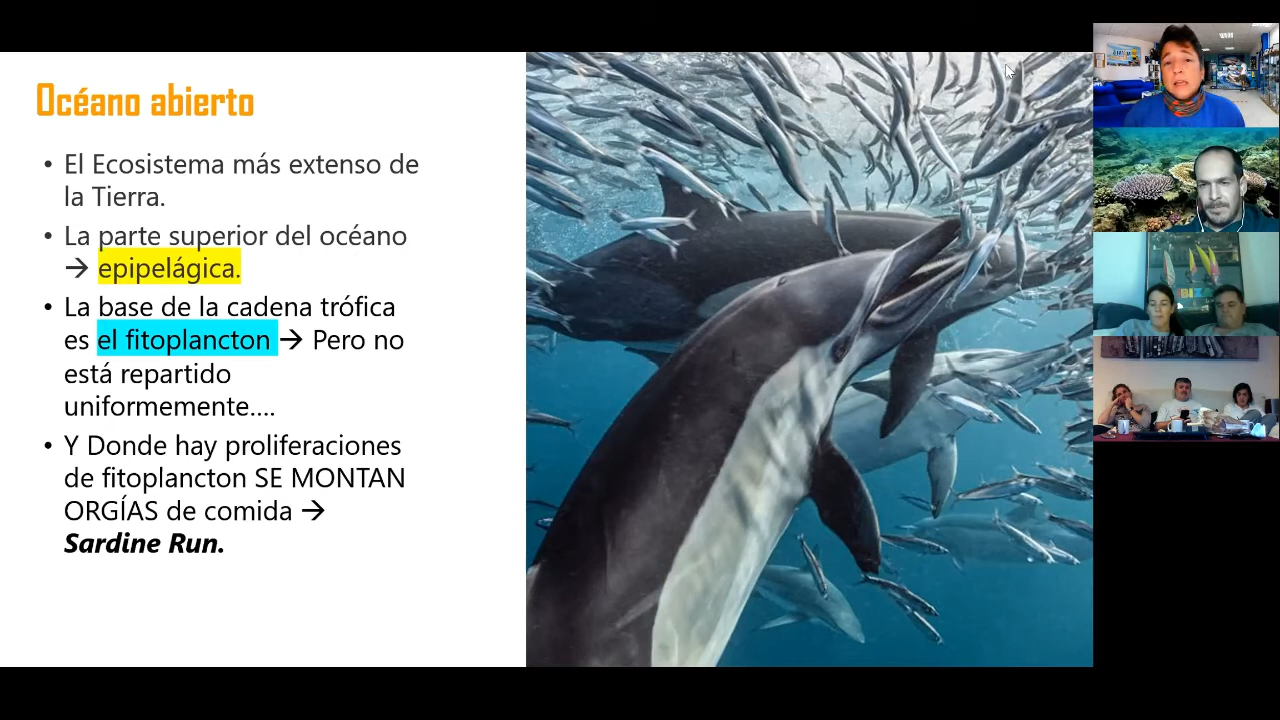 Océano abierto
• El Ecosistema más extenso de
la Tierra.
• La parte superior del océano
→ epipelágica.
• La base de la cadena trófica
es el fitoplancton → Pero no
está repartido
uniformemente....
• Y Donde hay proliferaciones
de fitoplancton SE MONTAN
ORGÍAS de comida →
Sardine Run.